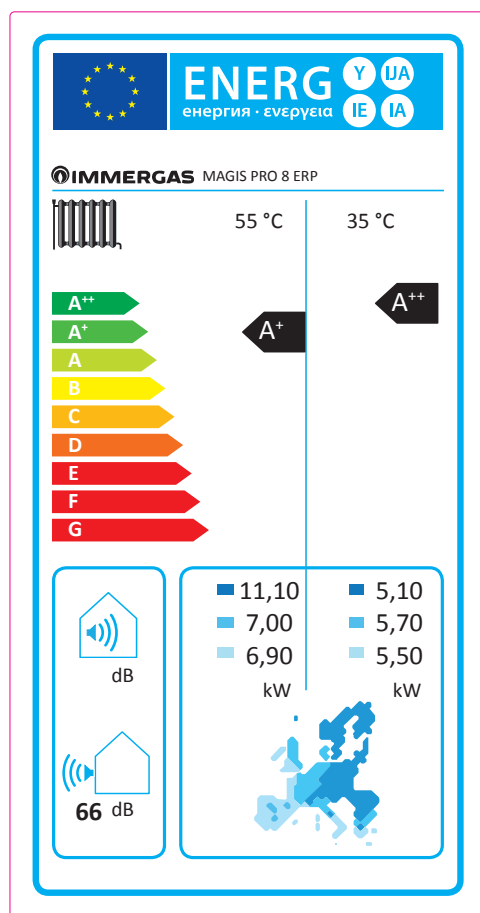 ENERG
Y IJA
енергия · ενεργεια
IE IA
IMMERGAS MAGIS PRO 8 ERP
55 °C 35 °C
A++
A+
A
B
C
D
E
F
G
A+
A++
11,10 5,10
7,00 5,70
6,90 5,50
kW kW
dB
66 dB